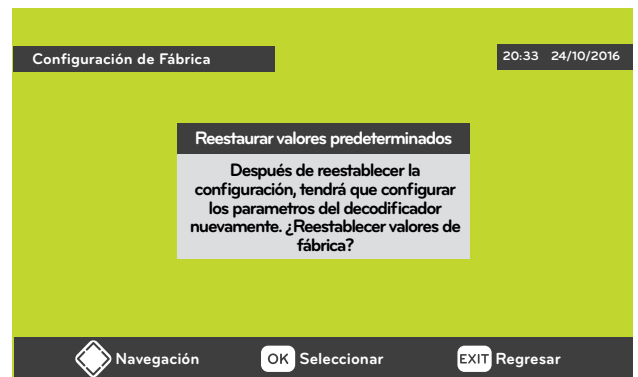 Configuración de Fábrica
20:33 24/10/2016
Reestaurar valores predeterminados
Después de reestablecer la
configuración, tendrá que configurar
los parametros del decodificador
nuevamente. ¿Reestablecer valores de
fábrica?
Navegación OK Seleccionar EXIT Regresar